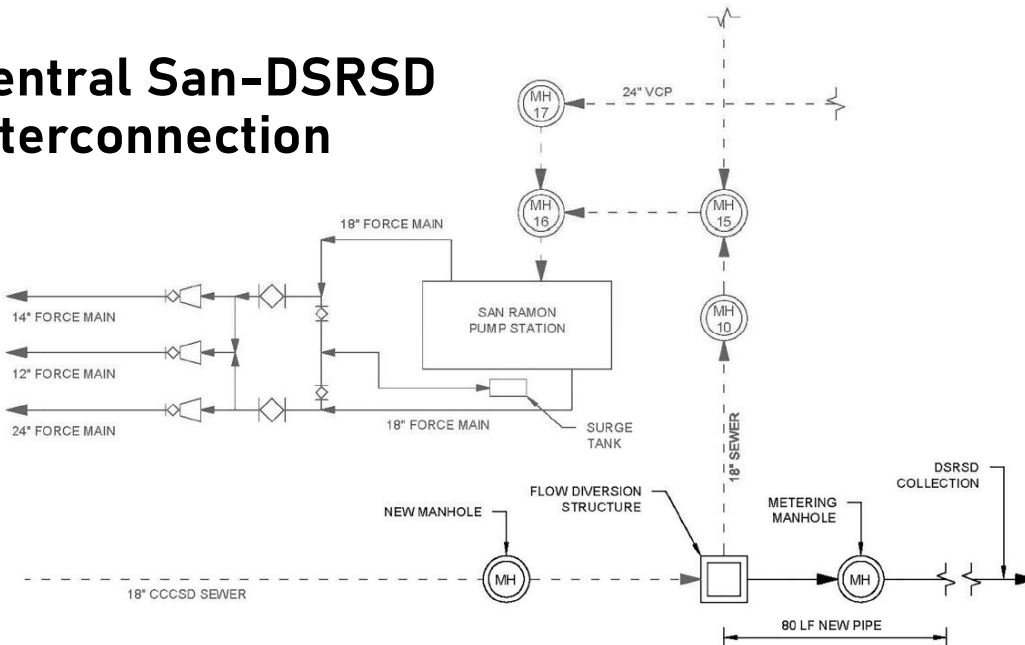 entral San-DSRSD
terconnection
MH
17
24" VCP
MH
16
MH
15
18" FORCE MAIN
SAN RAMON
PUMP STATION
MH
10
14" FORCE MAIN
12" FORCE MAIN
24" FORCE MAIN
18" FORCE MAIN
SURGE
TANK
18" SEWER
DSRSD
COLLECTION
FLOW DIVERSION
STRUCTURE
METERING
MANHOLE
NEW MANHOLE
MH
MH
18" CCCSD SEWER
80 LF NEW PIPE